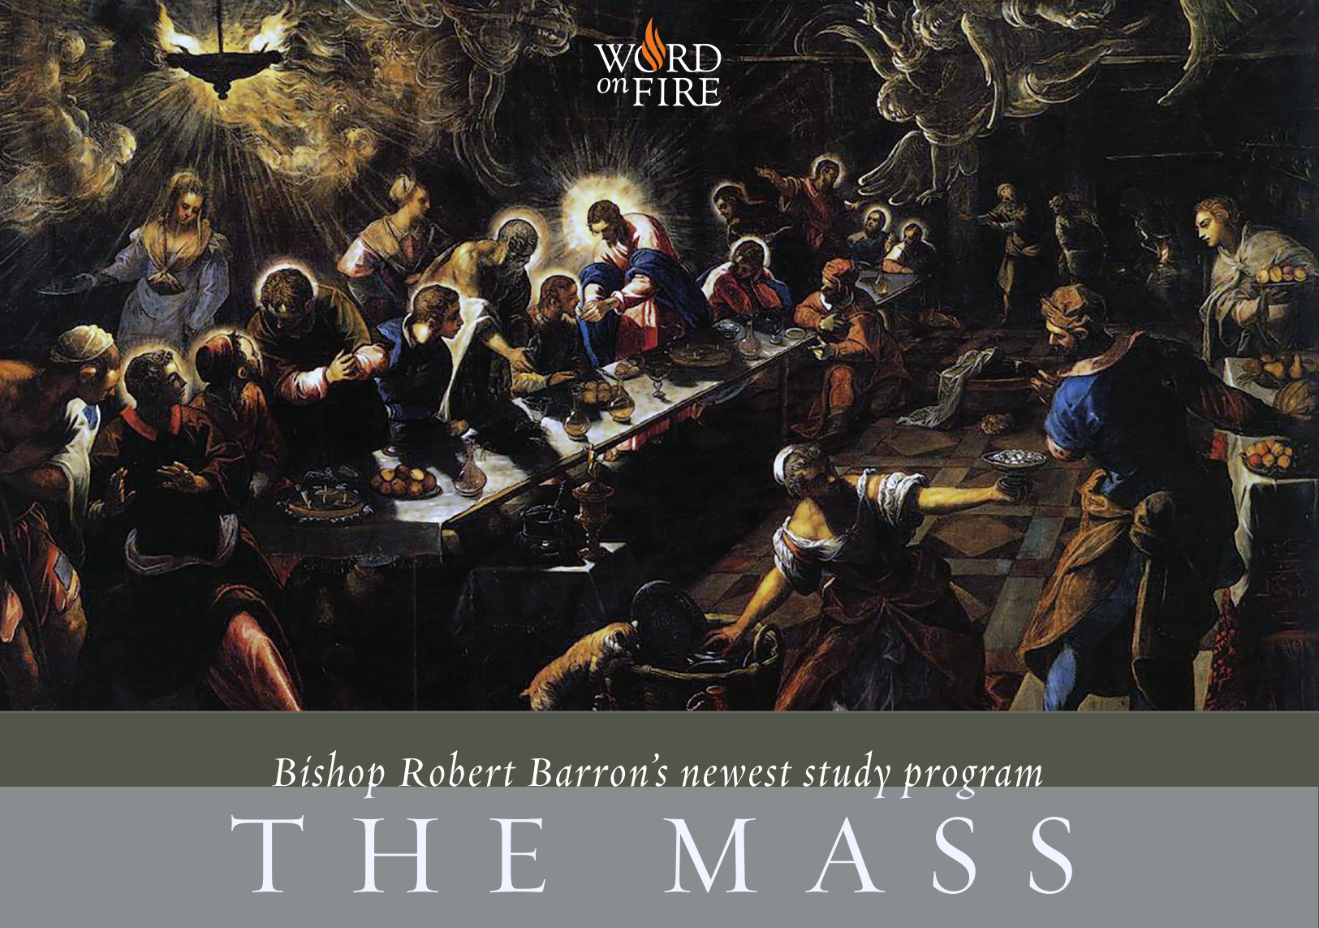 WORD
on FIRE
Bishop Robert Barron’s newest study program
THE MASS